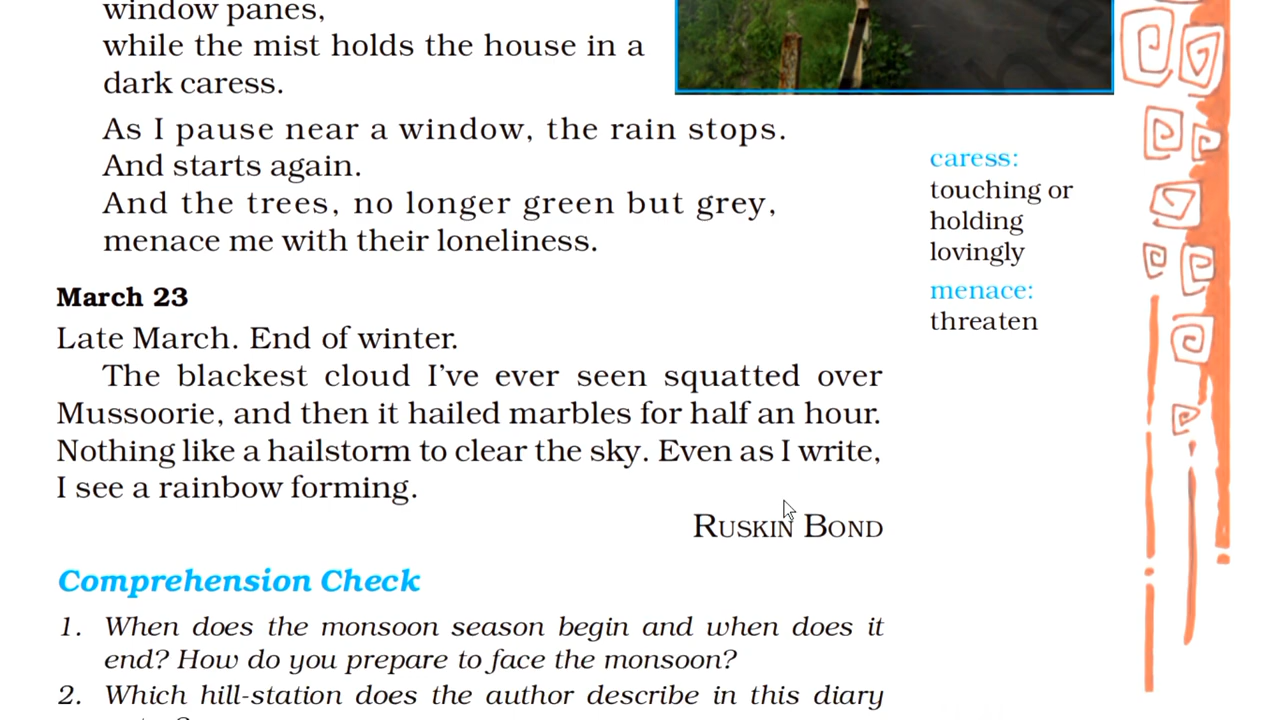 window panes,
while the mist holds the house in a
dark caress.
As I pause near a window, the rain stops.
And starts again.
And the trees, no longer green but grey,
menace me with their loneliness.
caress:
touching or
holding
lovingly
menace:
threaten
March 23
Late March. End of winter.
The blackest cloud I've ever seen squatted over
Mussoorie, and then it hailed marbles for half an hour.
Nothing like a hailstorm to clear the sky. Even as I write,
I see a rainbow forming.
RUSKIN BOND
Comprehension Check
1. When does the monsoon season begin and when does it
end? How do you prepare to face the monsoon?
2. Which hill-station does the author describe in this diary